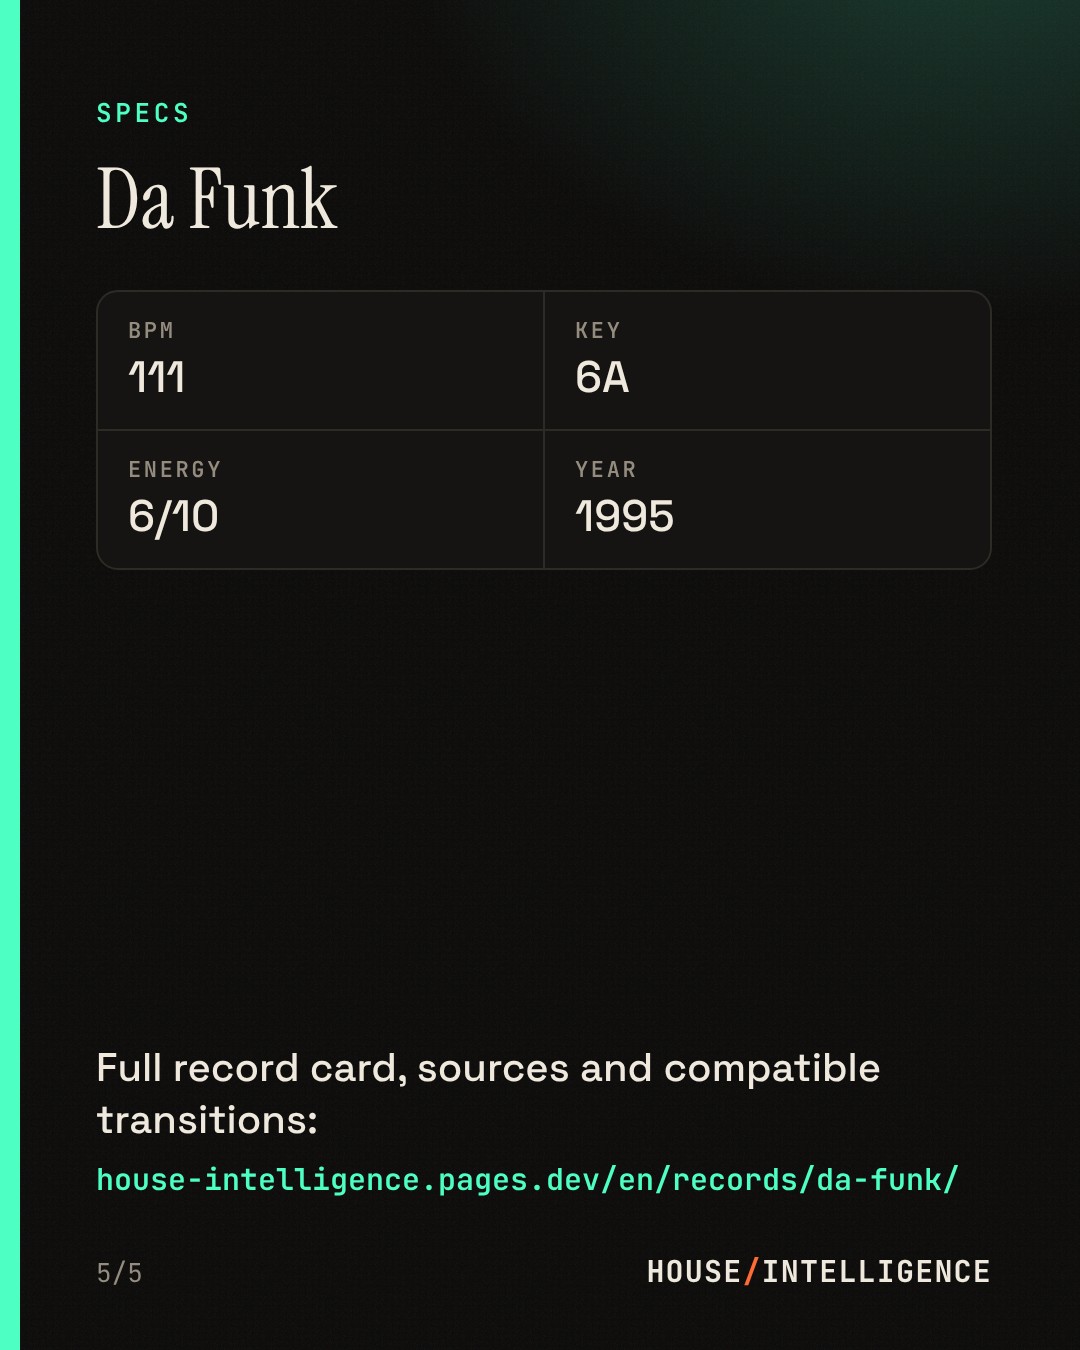 SPECS
Da Funk
BPM
111
KEY
6A
ENERGY
6/10
YEAR
1995
Full record card, sources and compatible
transitions:
house-intelligence.pages.dev/en/records/da-funk/
5/5
HOUSE/INTELLIGENCE